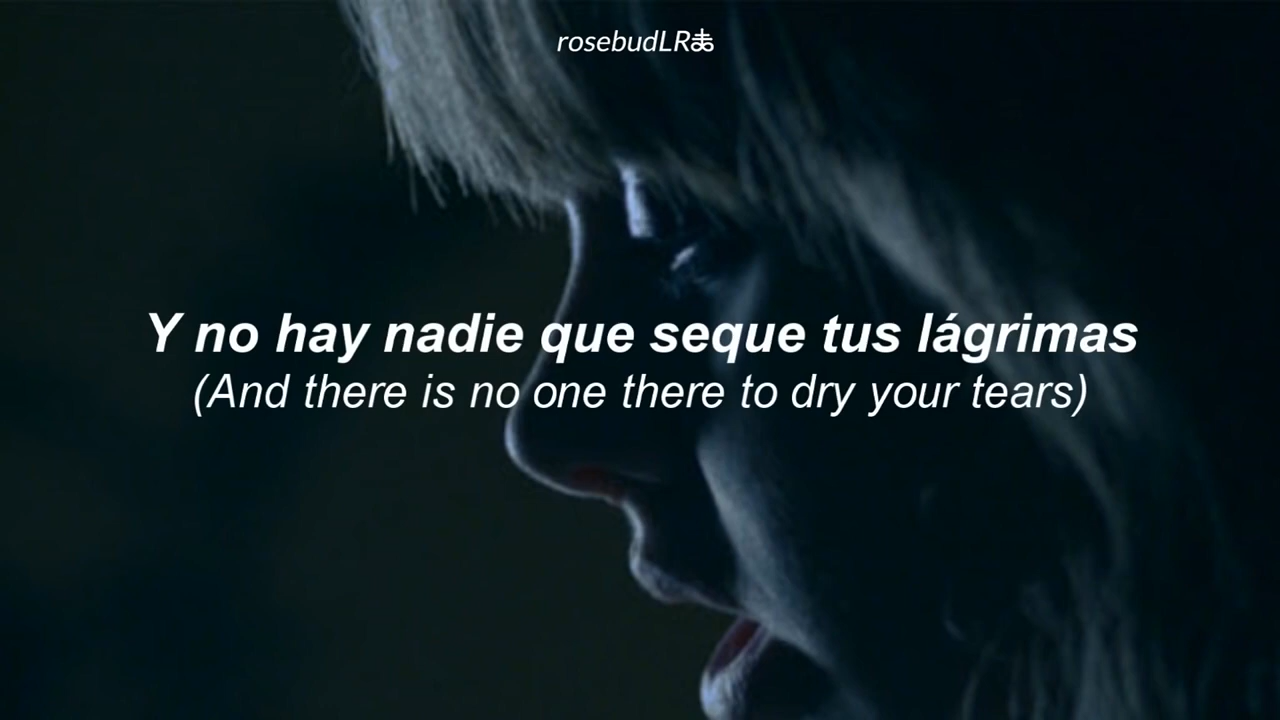 rosebudLR
Y no hay nadie que seque tus lágrimas
(And there is no one there to dry your tears)